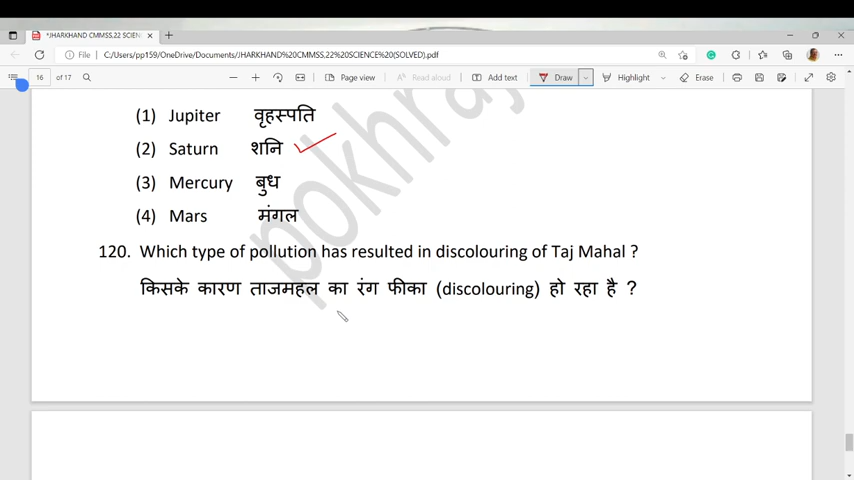 *JHARKHAND CMMSS,22 SCIEN
File C:/Users/pp159/OneDrive/Documents/JHARKHAND%20CMMSS,22%20SCIENCE%20(SOLVED).pdf
16 of 17 Page view Read aloud Add text Draw Highlight Erase
(1) Jupiter वृहस्पति
(2) Saturn शनि
(3) Mercury बुध
(4) Mars मंगल
120. Which type of pollution has resulted in discolouring of Taj Mahal ?
किसके कारण ताजमहल का रंग फीका (discolouring) हो रहा है ?
pokhraj